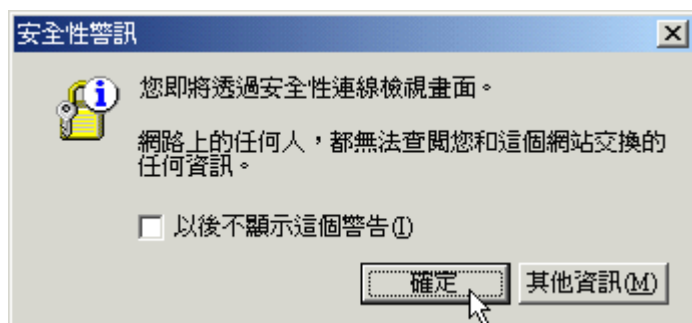 安全性警訊
您即將透過安全性連線檢視畫面。
網路上的任何人，都無法查閱您和這個網站交換的
任何資訊。
以後不顯示這個警告(I)
確定
其他資訊(M)